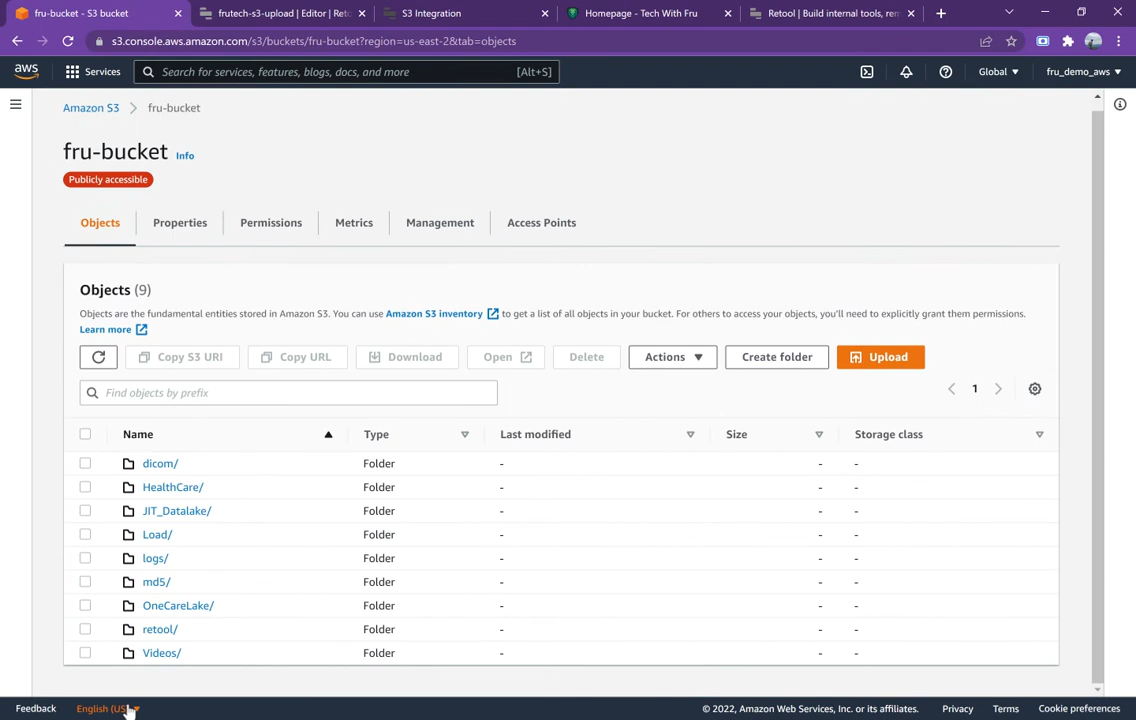 fru-bucket - S3 bucket
frutech-s3-upload | Editor | Reto
S3 Integration
Homepage - Tech With Fru
Retool | Build internal tools, rem
s3.console.aws.amazon.com/s3/buckets/fru-bucket?region=us-east-2&tab=objects
aws
Services
Search for services, features, blogs, docs, and more
[Alt+S]
Global
fru_demo_aws
Amazon S3
fru-bucket
fru-bucket
Info
Publicly accessible
Objects
Properties
Permissions
Metrics
Management
Access Points
Objects (9)
Objects are the fundamental entities stored in Amazon S3. You can use Amazon S3 inventory to get a list of all objects in your bucket. For others to access your objects, you'll need to explicitly grant them permissions.
Learn more
Copy S3 URI
Copy URL
Download
Open
Delete
Actions
Create folder
Upload
Find objects by prefix
1
Name
Type
Last modified
Size
Storage class
dicom/ Folder - - -
HealthCare/ Folder - - -
JIT_Datalake/ Folder - - -
Load/ Folder - - -
logs/ Folder - - -
md5/ Folder - - -
OneCareLake/ Folder - - -
retool/ Folder - - -
Videos/ Folder - - -
Feedback
English (US)
© 2022, Amazon Web Services, Inc. or its affiliates.
Privacy
Terms
Cookie preferences